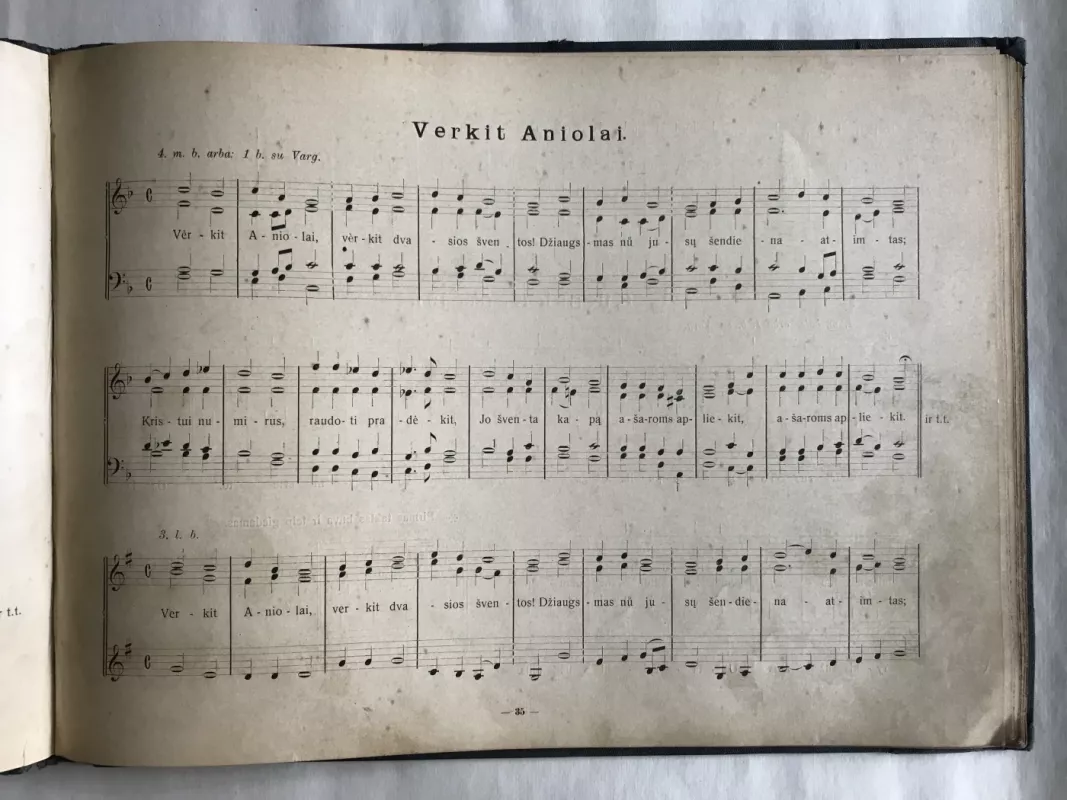 Verkit Aniolai.
4. m. b. arba: 1 b. su Varg.
Vėr - kit A - nio - lai, vėr - kit dva - sios šven - tos! Džiaugs - mas nů ju - sų šendie - na - at - im - tas;
Kris - tui nu - mi - rus, raudo - ti pra - dė - kit, Jo šven - ta ka - pą a - ša - roms ap - lie - kit, a - ša - roms ap - lie - kit. ir t.t.
r t.t.
3. l. b.
Ver - kit A - nio - lai, ver - kit dva - sios šven - tos! Džiaugs - mas nů ju - sų šen - die - na - at - im - tas;
— 35 —